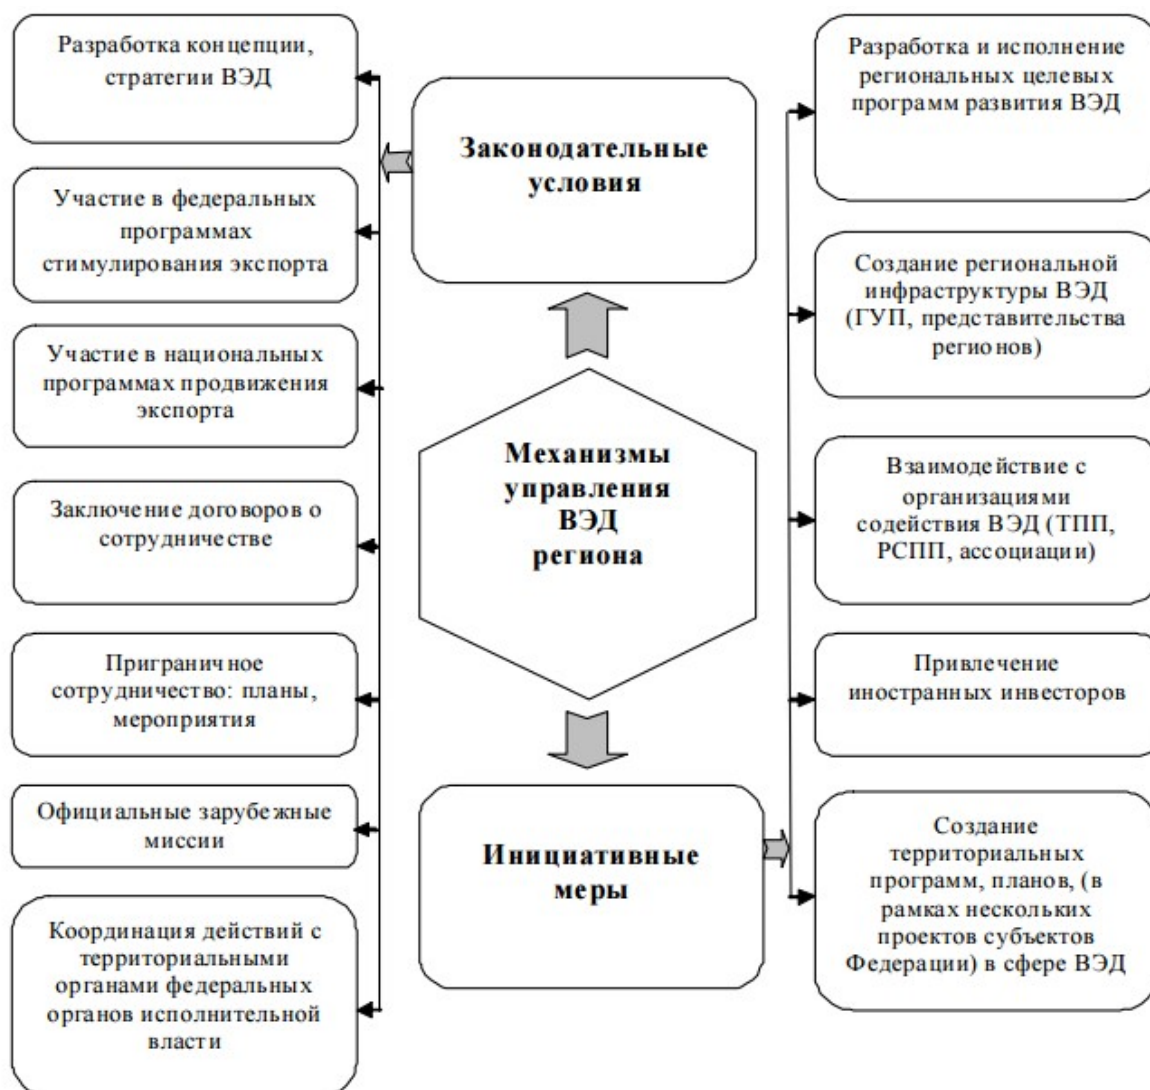 Разработка концепции,
стратегии ВЭД
Участие в федеральных
программах
стимулирования экспорта
Участие в национальных
программах продвижения
экспорта
Заключение договоров о
сотрудничестве
Приграничное
сотрудничество: планы,
мероприятия
Официальные зарубежные
миссии
Координация действий с
территориальными
органами федеральных
органов исполнительной
власти
Законодательные
условия
Механизмы
управления
ВЭД
региона
Инициативные
меры
Разработка и исполнение
региональных целевых
программ развития ВЭД
Создание региональной
инфраструктуры ВЭД
(ГУП, представительства
регионов)
Взаимодействие с
организациями
содействия ВЭД (ТПП,
РСПП, ассоциации)
Привлечение
иностранных инвесторов
Создание
территориальных
программ, планов, (в
рамках нескольких
проектов субъектов
Федерации) в сфере ВЭД